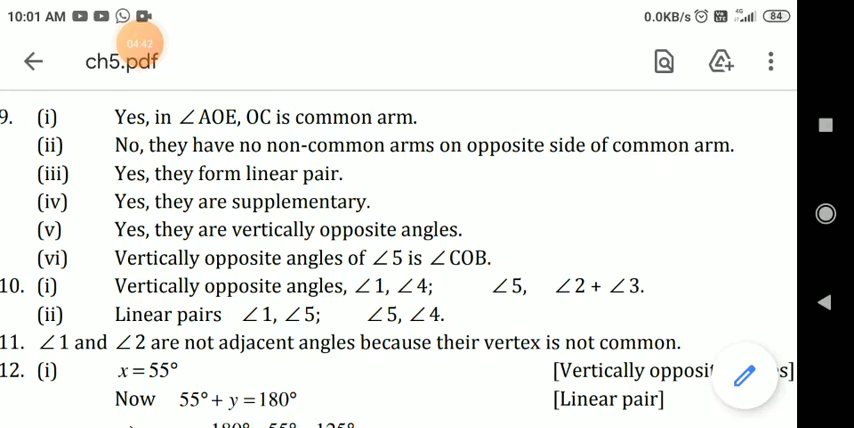 10:01 AM 0.0KB/s 4G 84
04:42
ch5.pdf
9. (i) Yes, in ∠AOE, OC is common arm.
(ii) No, they have no non-common arms on opposite side of common arm.
(iii) Yes, they form linear pair.
(iv) Yes, they are supplementary.
(v) Yes, they are vertically opposite angles.
(vi) Vertically opposite angles of ∠5 is ∠COB.
10. (i) Vertically opposite angles, ∠1, ∠4; ∠5, ∠2 + ∠3.
(ii) Linear pairs ∠1, ∠5; ∠5, ∠4.
11. ∠1 and ∠2 are not adjacent angles because their vertex is not common.
12. (i) x = 55° [Vertically
Now 55° + y = 180° [Linear pair]